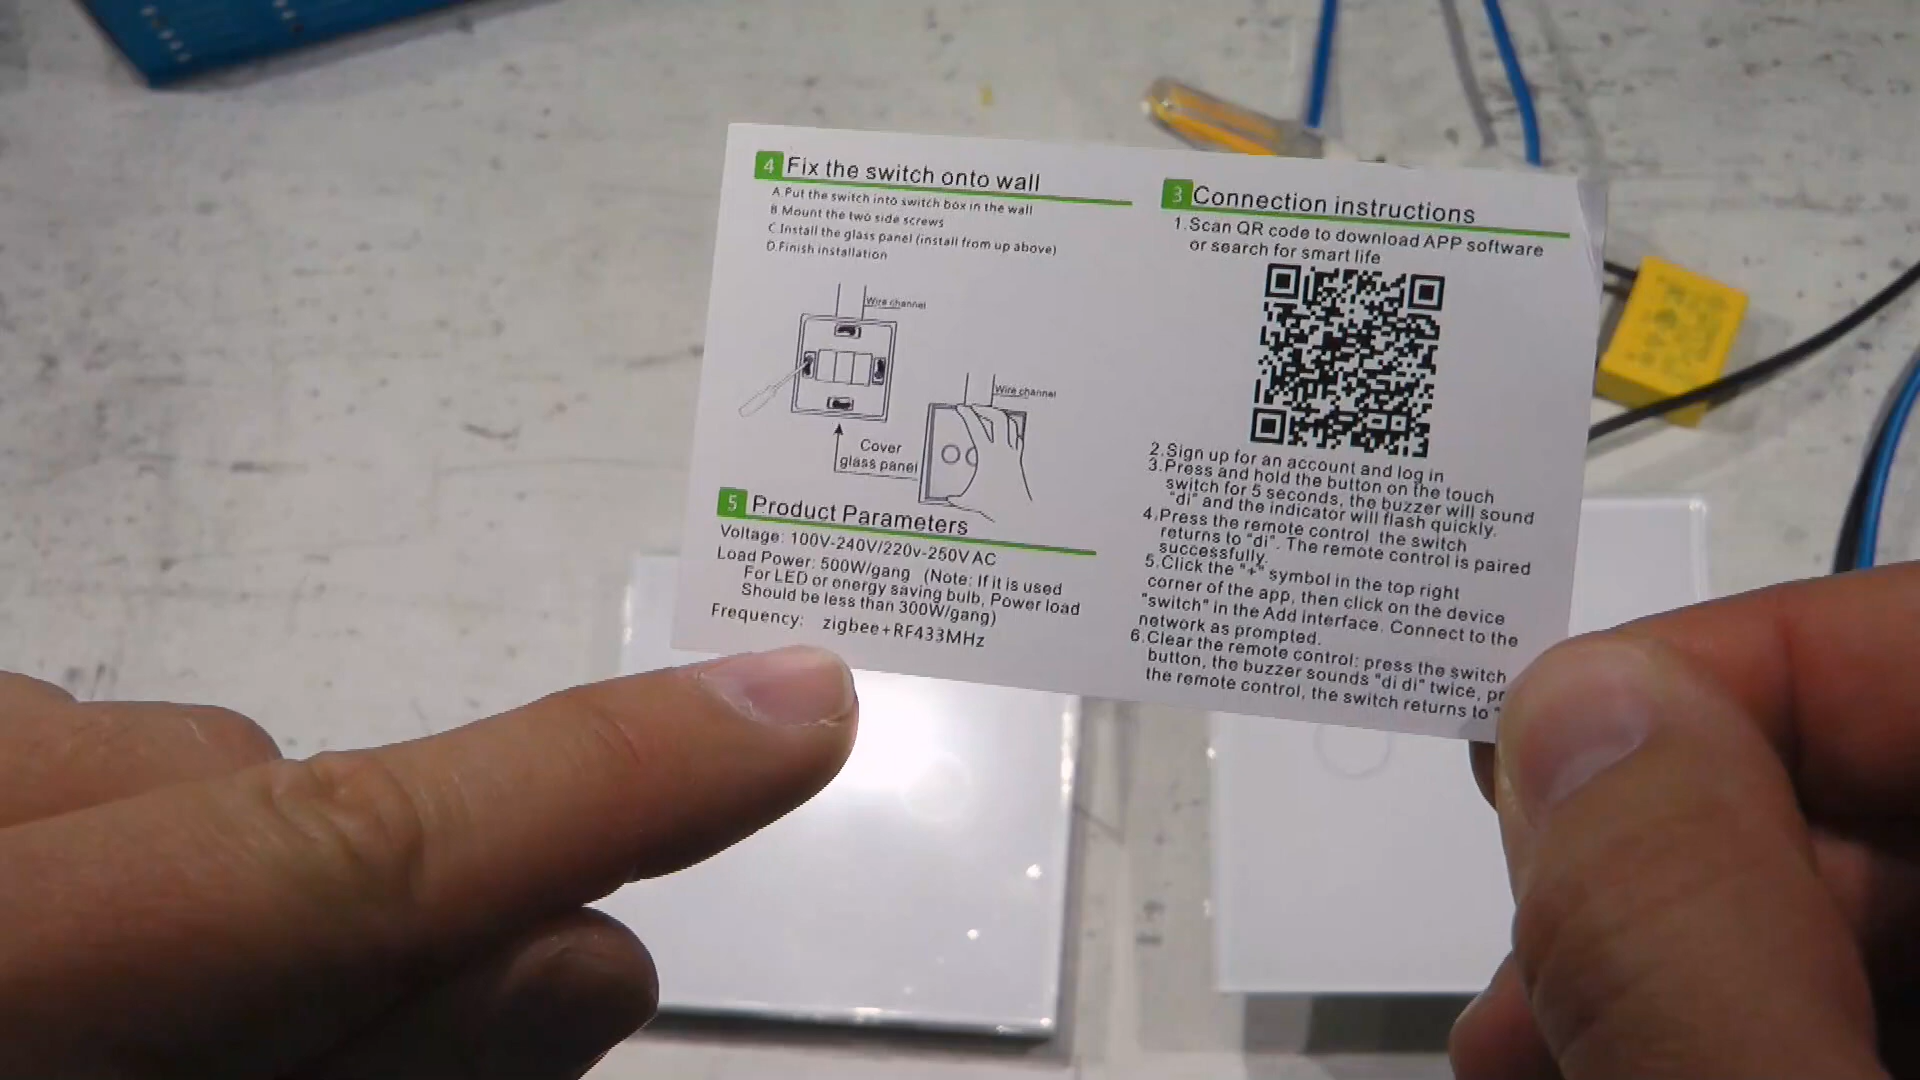 4 Fix the switch onto wall
A.Put the switch into switch box in the wall
B.Mount the two side screws
C.Install the glass panel (install from up above)
D.Finish installation
Wire channel
Wire channel
Cover
glass panel
5 Product Parameters
Voltage: 100V-240V/220v-250V AC
Load Power: 500W/gang (Note: If it is used
For LED or energy saving bulb, Power load
Should be less than 300W/gang)
Frequency: zigbee+RF433MHz
3 Connection instructions
1.Scan QR code to download APP software
or search for smart life
2.Sign up for an account and log in
3.Press and hold the button on the touch
switch for 5 seconds, the buzzer will sound
"di" and the indicator will flash quickly.
4.Press the remote control the switch
returns to "di". The remote control is paired
successfully.
5.Click the "+" symbol in the top right
corner of the app, then click on the device
"switch" in the Add interface. Connect to the
network as prompted.
6.Clear the remote control: press the switch
button, the buzzer sounds "di di" twice, pr
the remote control, the switch returns to "